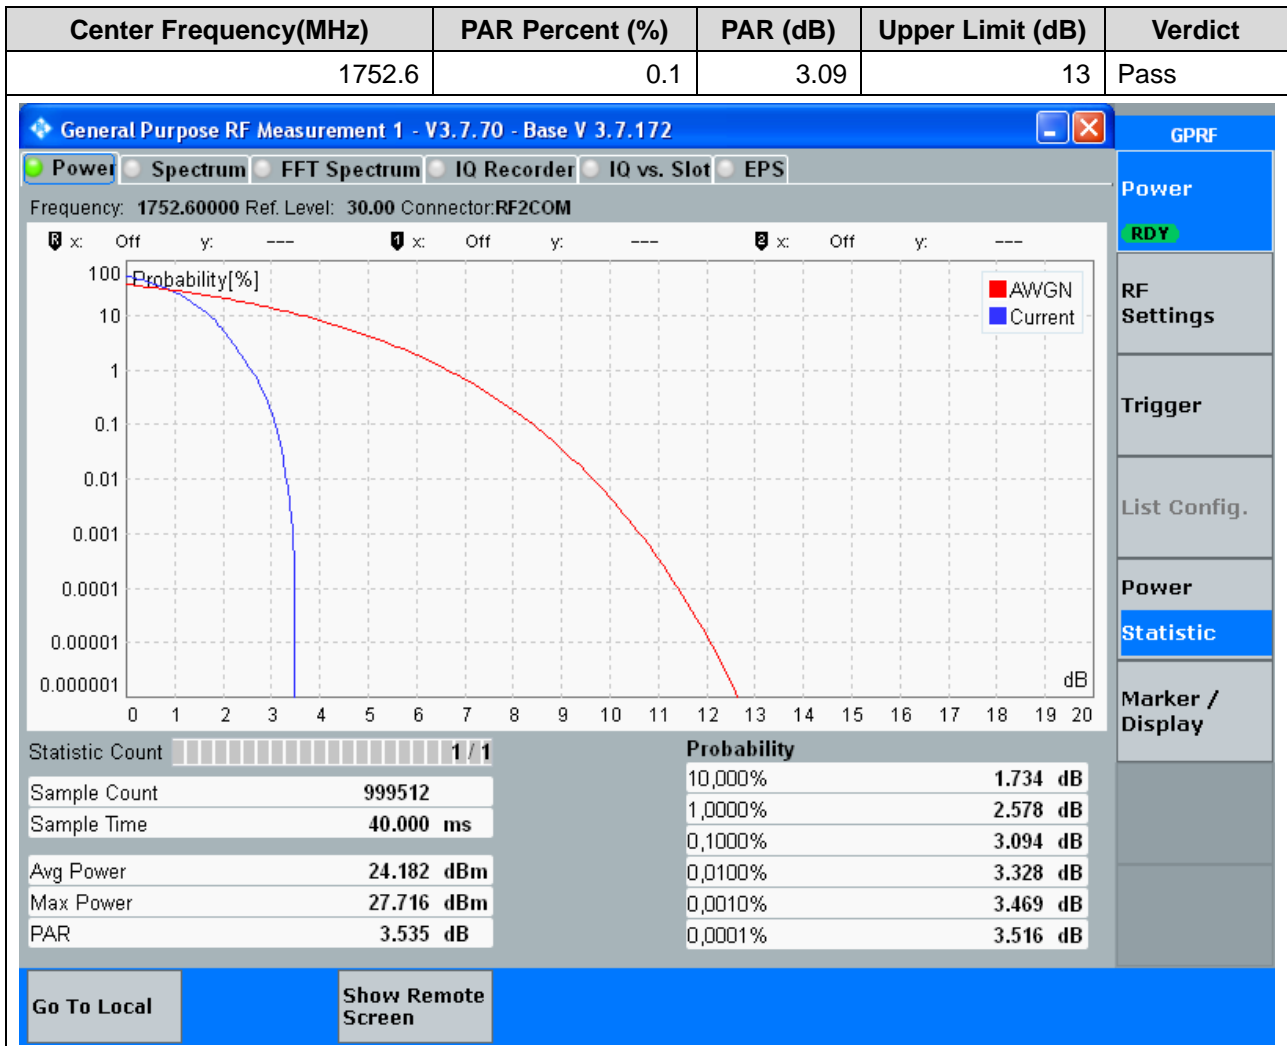 Center Frequency(MHz) PAR Percent (%) PAR (dB) Upper Limit (dB) Verdict
1752.6 0.1 3.09 13 Pass
General Purpose RF Measurement 1 - V3.7.70 - Base V 3.7.172
GPRF
Power Spectrum FFT Spectrum IQ Recorder IQ vs. Slot EPS
Power
RDY
Frequency: 1752.60000 Ref. Level: 30.00 Connector:RF2COM
R x: Off y: --- 1 x: Off y: --- 2 x: Off y: ---
Probability[%]
AWGN
Current
100
10
1
0.1
0.01
0.001
0.0001
0.00001
0.000001
dB
0 1 2 3 4 5 6 7 8 9 10 11 12 13 14 15 16 17 18 19 20
RF
Settings
Trigger
List Config.
Power
Statistic
Marker /
Display
Statistic Count 1 / 1
Sample Count 999512
Sample Time 40.000 ms
Avg Power 24.182 dBm
Max Power 27.716 dBm
PAR 3.535 dB
Probability
10,000% 1.734 dB
1,0000% 2.578 dB
0,1000% 3.094 dB
0,0100% 3.328 dB
0,0010% 3.469 dB
0,0001% 3.516 dB
Go To Local
Show Remote
Screen